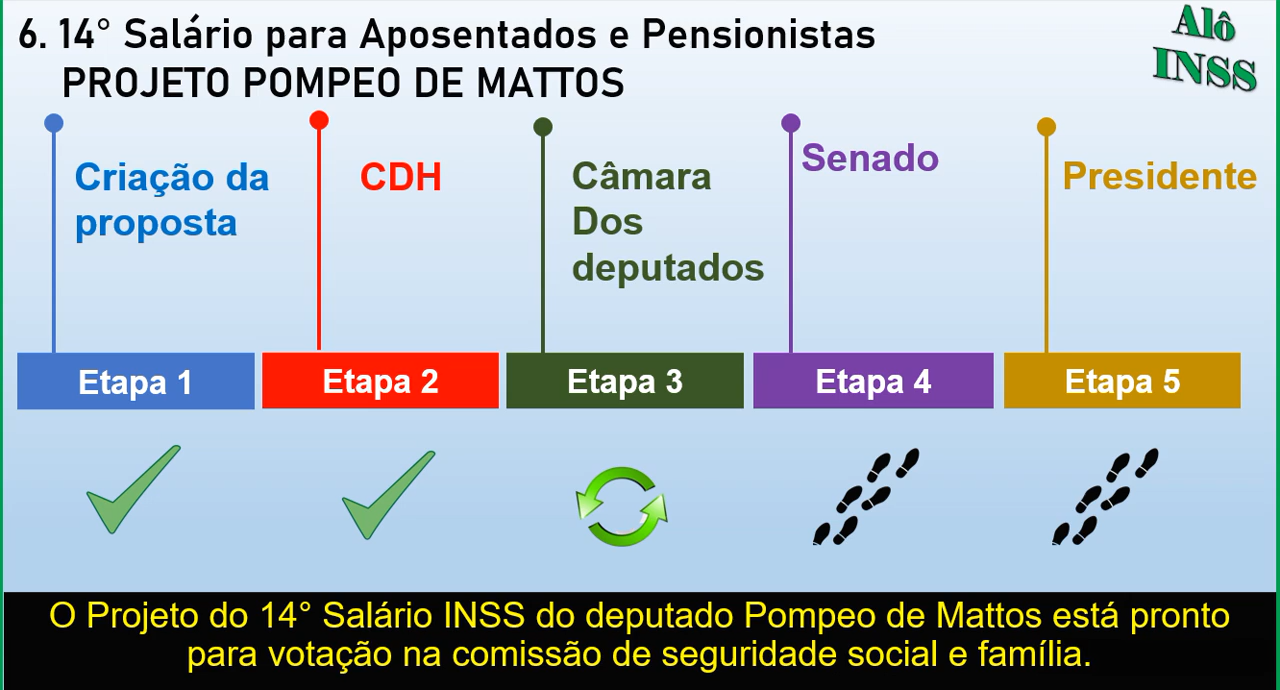 6. 14° Salário para Aposentados e Pensionistas
PROJETO POMPEO DE MATTOS
Alô
INSS
Criação da
proposta
CDH
Câmara
Dos
deputados
Senado
Presidente
Etapa 1
Etapa 2
Etapa 3
Etapa 4
Etapa 5
O Projeto do 14° Salário INSS do deputado Pompeo de Mattos está pronto
para votação na comissão de seguridade social e família.